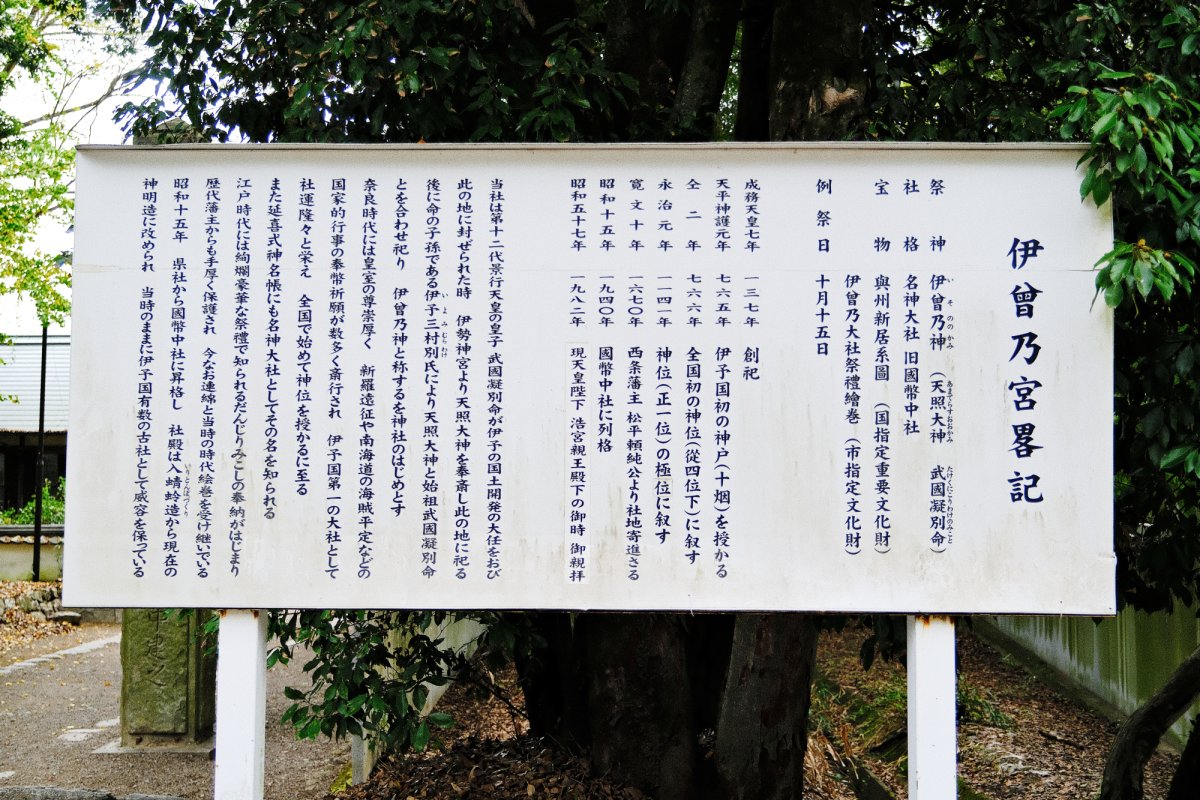 伊曾乃宮畧記
祭神 伊曾乃神(天照大神 武國凝別命)
社格 名神大社 旧國幣中社
宝物 與州新居系圖(国指定重要文化財)
伊曾乃大社祭禮繪巻(市指定文化財)
例祭日 十月十五日
成務天皇七年 一三七年 創祀
天平神護元年 七六五年 伊予国初の神戸(十烟)を授かる
仝二年 七六六年 全国初の神位(從四位下)に叙す
永治元年 一一四一年 神位(正一位)の極位に叙す
寛文十年 一六七〇年 西条藩主 松平頼純公より社地寄進さる
昭和十五年 一九四〇年 國幣中社に列格
昭和五十七年 一九八二年 現天皇陛下 浩宮親王殿下の御時 御親拝
当社は第十二代景行天皇の皇子 武國凝別命が伊予の国土開発の大任をおび
此の地に封ぜられた時 伊勢神宮より天照大神を奉斎し此の地に祀る
後に命の子孫である伊予三村別氏により天照大神と始祖武國凝別命
とを合わせ祀り 伊曾乃神と称するを神社のはじめとす
奈良時代には皇室の尊崇厚く 新羅遠征や南海道の海賊平定などの
国家的行事の奉幣祈願が数多く斎行され 伊予国第一の大社として
社運隆々と栄え 全国で始めて神位を授かるに至る
また延喜式神名帳にも名神大社としてその名を知られる
江戸時代には絢爛豪華な祭禮で知られるだんじりみこしの奉納がはじまり
歴代藩主からも手厚く保護され 今なお連綿と当時の時代絵巻を受け継いでいる
昭和十五年 県社から國幣中社に昇格し 社殿は入蜻蛉造から現在の
神明造に改められ 当時のままに伊予国有数の古社として威容を保っている
建之